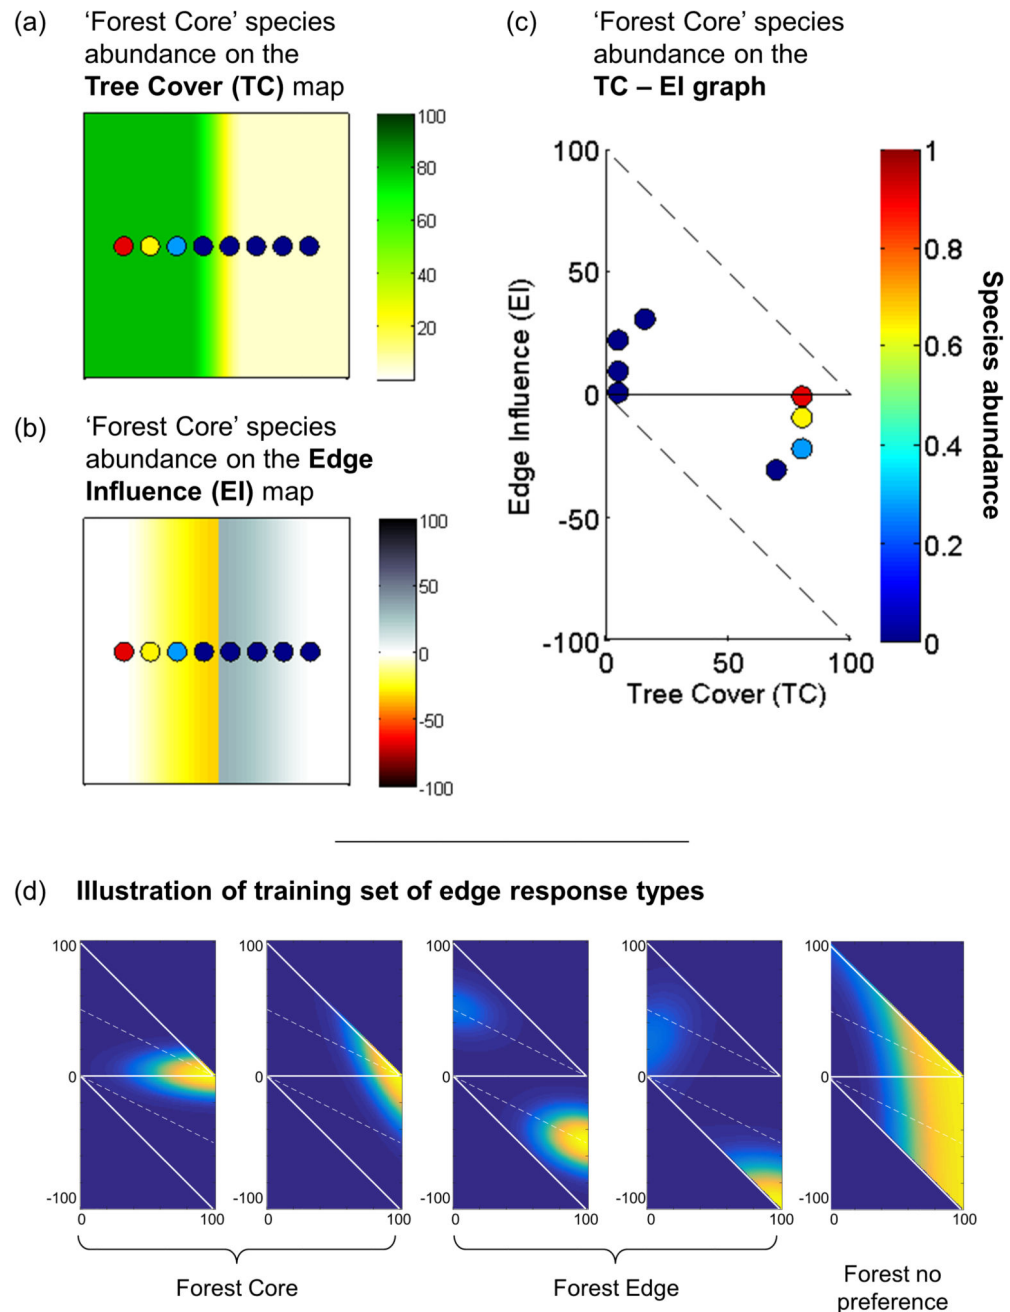 (a)
‘Forest Core’ species
abundance on the
Tree Cover (TC) map
100
80
60
40
20
(b)
‘Forest Core’ species
abundance on the Edge
Influence (EI) map
100
50
0
-50
-100
(c)
‘Forest Core’ species
abundance on the
TC – EI graph
100
50
0
-50
-100
0 50 100
Edge Influence (EI)
Tree Cover (TC)
1
0.8
0.6
0.4
0.2
0
Species abundance
(d) Illustration of training set of edge response types
100
0
-100
0 100
100
0
-100
0 100
100
0
-100
0 100
100
0
-100
0 100
100
0
-100
0 100
Forest Core
Forest Edge
Forest no
preference